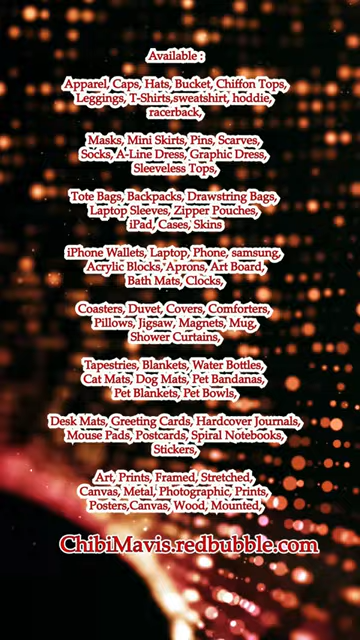 Available :
Apparel, Caps, Hats, Bucket, Chiffon Tops,
Leggings, T-Shirts,sweatshirt, hoddie,
racerback,
Masks, Mini Skirts, Pins, Scarves,
Socks, A-Line Dress, Graphic Dress,
Sleeveless Tops,
Tote Bags, Backpacks, Drawstring Bags,
Laptop Sleeves, Zipper Pouches,
iPad, Cases, Skins
iPhone Wallets, Laptop, Phone, samsung,
Acrylic Blocks, Aprons, Art Board,
Bath Mats, Clocks,
Coasters, Duvet, Covers, Comforters,
Pillows, Jigsaw, Magnets, Mug,
Shower Curtains,
Tapestries, Blankets, Water Bottles,
Cat Mats, Dog Mats, Pet Bandanas,
Pet Blankets, Pet Bowls,
Desk Mats, Greeting Cards, Hardcover Journals,
Mouse Pads, Postcards, Spiral Notebooks,
Stickers,
Art, Prints, Framed, Stretched,
Canvas, Metal, Photographic, Prints,
Posters,Canvas, Wood, Mounted,
ChibiMavis.redbubble.com